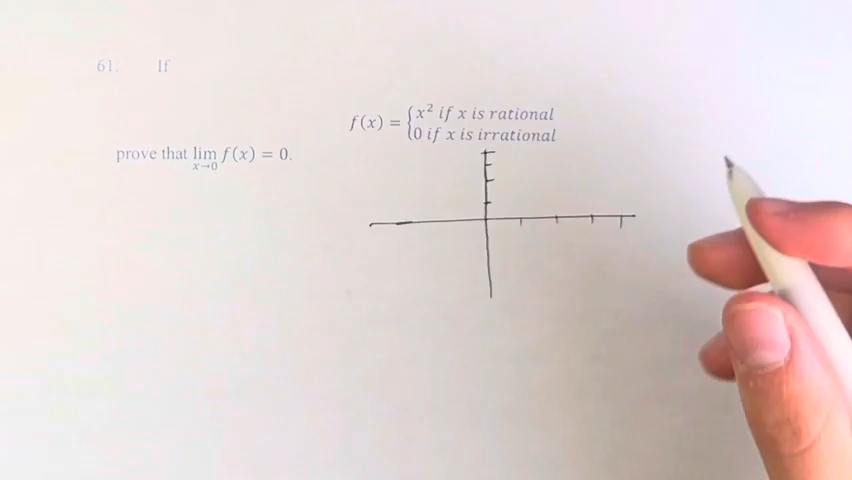 61. If
f(x) = {x² if x is rational
0 if x is irrational
prove that lim f(x) = 0.
x→0